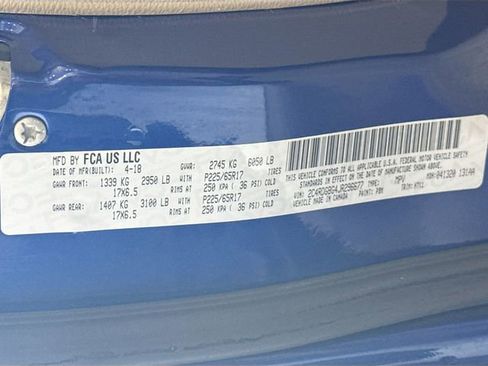 MFD BY FCA US LLC
DATE OF MFR(BUILT): 4-18
GVWR: 2745 KG 6050 LB
GAWR FRONT: 1339 KG 2950 LB WITH TIRES P225/65R17
17X6.5 RIMS AT 250 KPA ( 36 PSI) COLD
GAWR REAR: 1407 KG 3100 LB WITH TIRES P225/65R17
17X6.5 RIMS AT 250 KPA ( 36 PSI) COLD
THIS VEHICLE CONFORMS TO ALL APPLICABLE U.S.A. FEDERAL MOTOR VEHICLE SAFETY
STANDARDS IN EFFECT ON THE DATE OF MANUFACTURE SHOWN ABOVE.
TYPE: MPV MDH: 041320 131AA
VEHICLE MADE IN CANADA PAINT: TRIM: